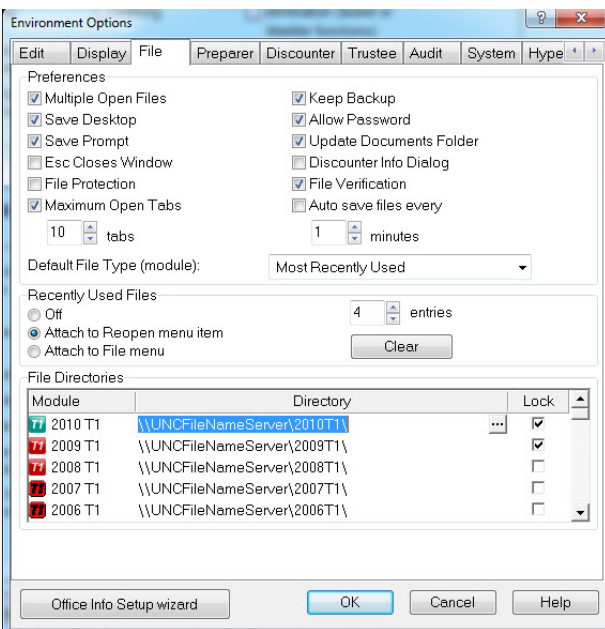 Environment Options
Edit Display File Preparer Discounter Trustee Audit System Hype
Preferences
Multiple Open Files Keep Backup
Save Desktop Allow Password
Save Prompt Update Documents Folder
Esc Closes Window Discounter Info Dialog
File Protection File Verification
Maximum Open Tabs Auto save files every
10 tabs 1 minutes
Default File Type (module): Most Recently Used
Recently Used Files
Off 4 entries
Attach to Reopen menu item
Attach to File menu Clear
File Directories
Module Directory Lock
T1 2010 T1 \\UNCFileNameServer\2010T1\ ...
T1 2009 T1 \\UNCFileNameServer\2009T1\
T1 2008 T1 \\UNCFileNameServer\2008T1\
T1 2007 T1 \\UNCFileNameServer\2007T1\
T1 2006 T1 \\UNCFileNameServer\2006T1\
Office Info Setup wizard OK Cancel Help